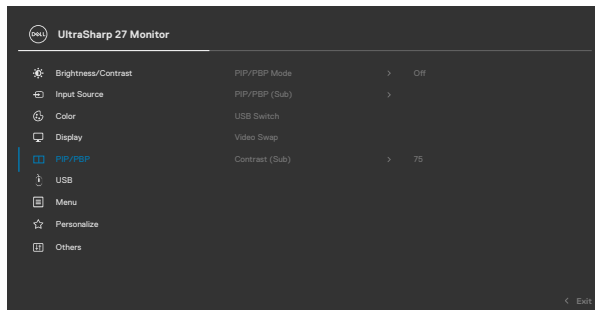 DELL UltraSharp 27 Monitor
Brightness/Contrast PIP/PBP Mode > Off
Input Source PIP/PBP (Sub) >
Color USB Switch
Display Video Swap
PIP/PBP Contrast (Sub) > 75
USB
Menu
Personalize
Others
< Exit